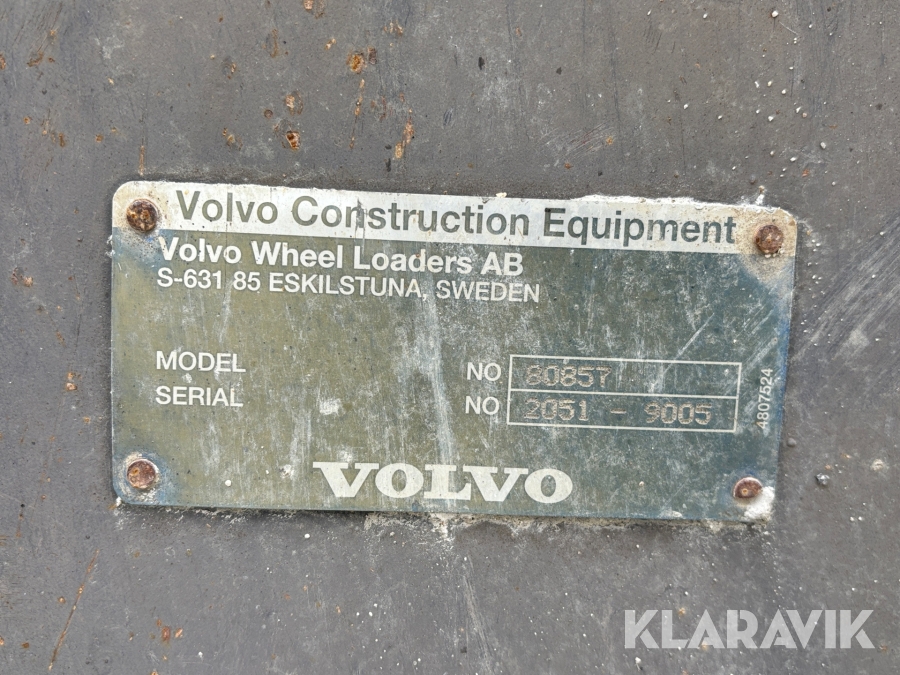 Volvo Construction Equipment
Volvo Wheel Loaders AB
S-631 85 ESKILSTUNA, SWEDEN
MODEL NO 80857
SERIAL NO 2051 - 9005
4807524
VOLVO
KLARAVIK